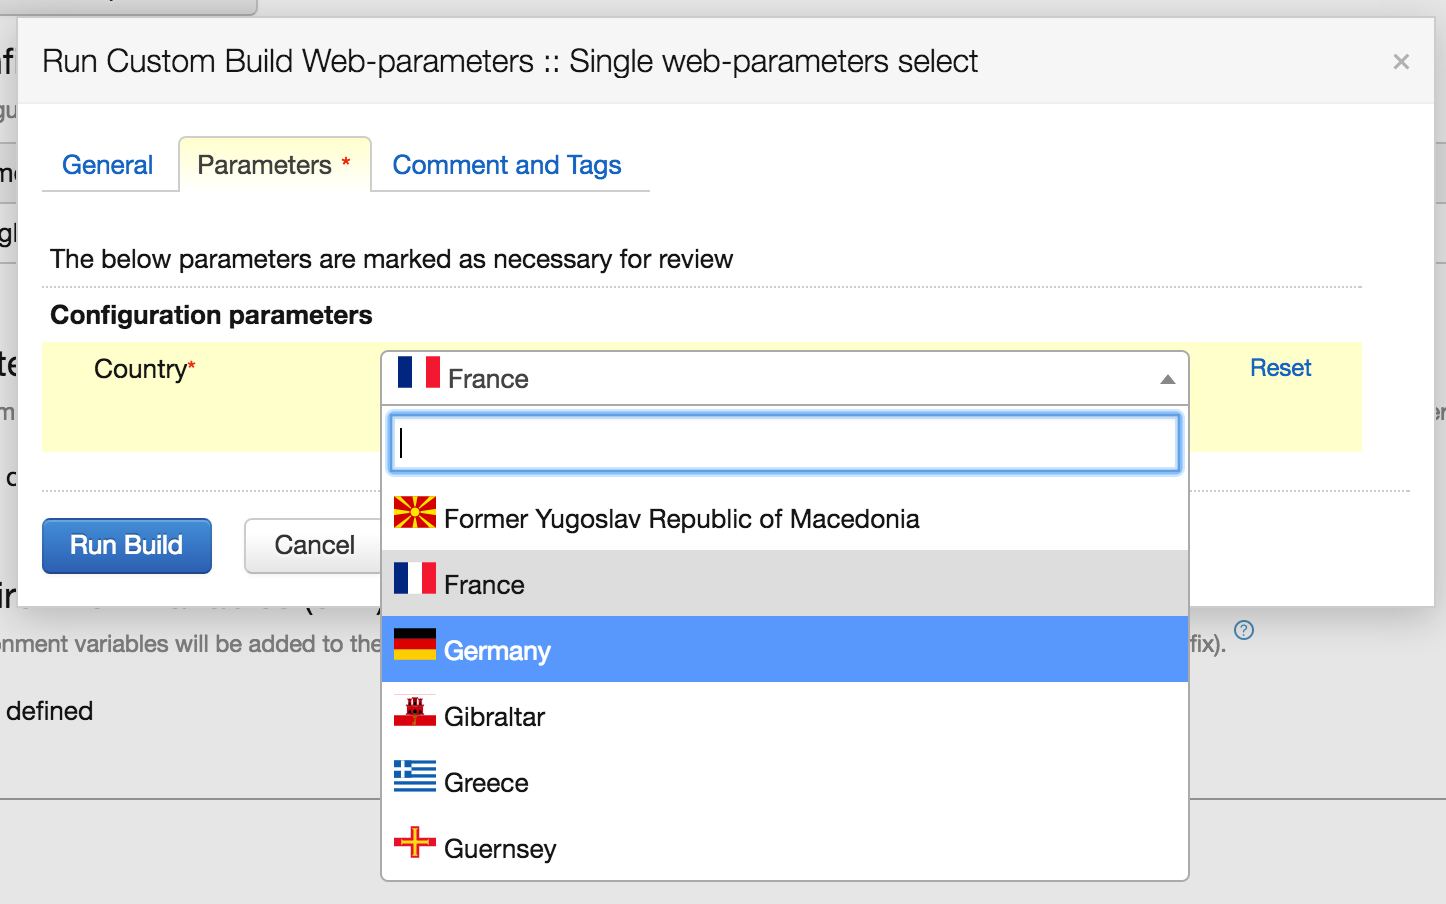 Run Custom Build Web-parameters :: Single web-parameters select
×
General
Parameters *
Comment and Tags
The below parameters are marked as necessary for review
Configuration parameters
Country*
France
Reset
Former Yugoslav Republic of Macedonia
Run Build
Cancel
France
Germany
variables will be added to the
fix). ?
Gibraltar
defined
Greece
Guernsey